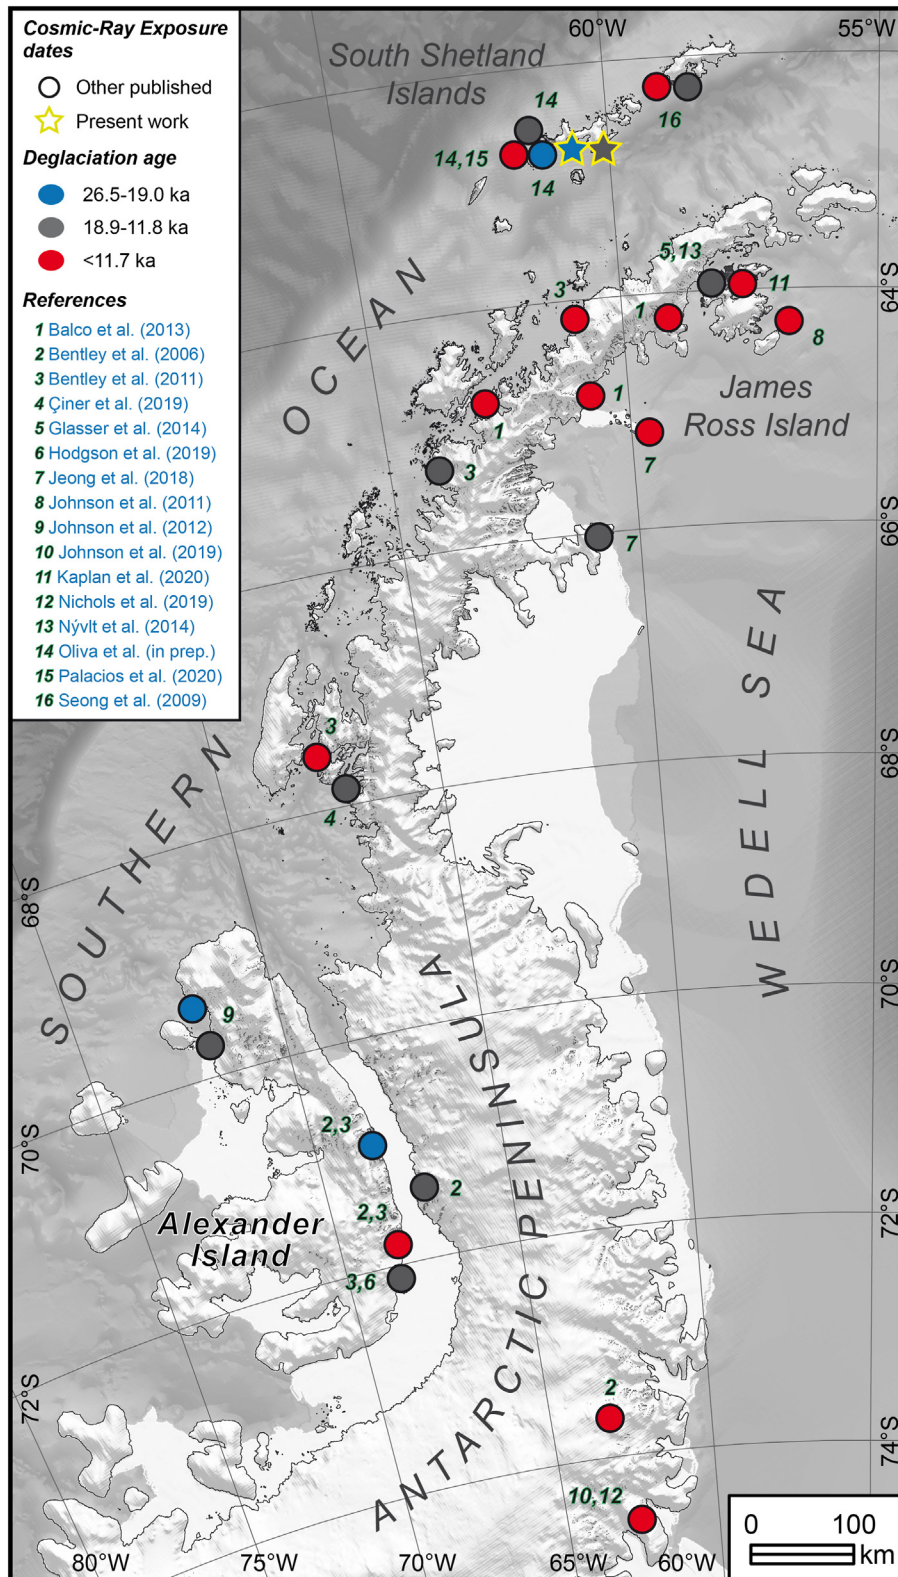 Cosmic-Ray Exposure
dates
Other published
Present work
Deglaciation age
26.5-19.0 ka
18.9-11.8 ka
<11.7 ka
References
1 Balco et al. (2013)
2 Bentley et al. (2006)
3 Bentley et al. (2011)
4 Çiner et al. (2019)
5 Glasser et al. (2014)
6 Hodgson et al. (2019)
7 Jeong et al. (2018)
8 Johnson et al. (2011)
9 Johnson et al. (2012)
10 Johnson et al. (2019)
11 Kaplan et al. (2020)
12 Nichols et al. (2019)
13 Nývlt et al. (2014)
14 Oliva et al. (in prep.)
15 Palacios et al. (2020)
16 Seong et al. (2009)
60°W
55°W
South Shetland
Islands
14
16
14,15
14
5,13
64°S
11
3
1
8
James
Ross Island
1
1
7
3
66°S
7
SOUTHERN OCEAN
WEDELL SEA
3
4
68°S
68°S
70°S
9
2,3
2
70°S
2,3
72°S
Alexander
Island
3,6
ANTARCTIC PENINSULA
2
72°S
74°S
10,12
0 100
km
80°W
75°W
70°W
65°W
60°W